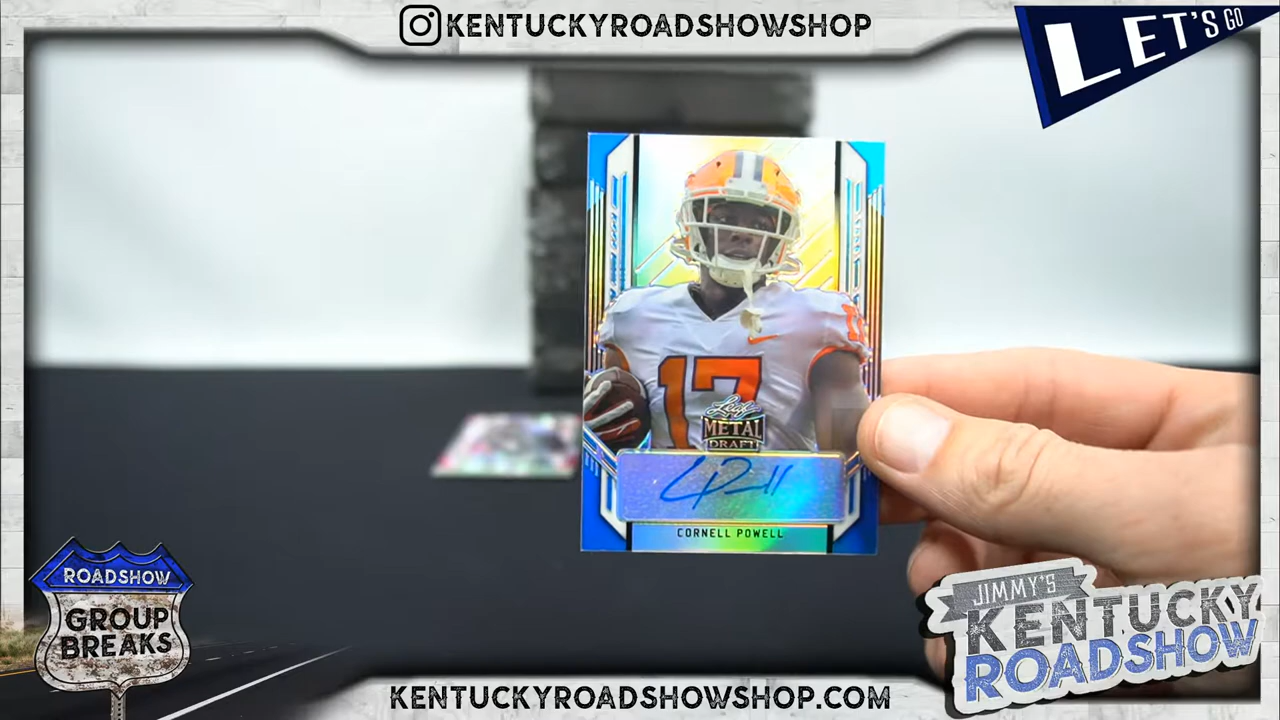 KENTUCKYROADSHOWSHOP
LET'S GO
17
Leaf
METAL
DRAFT
CORNELL POWELL
ROADSHOW
GROUP
BREAKS
JIMMY'S
KENTUCKY
ROADSHOW
KENTUCKYROADSHOWSHOP.COM